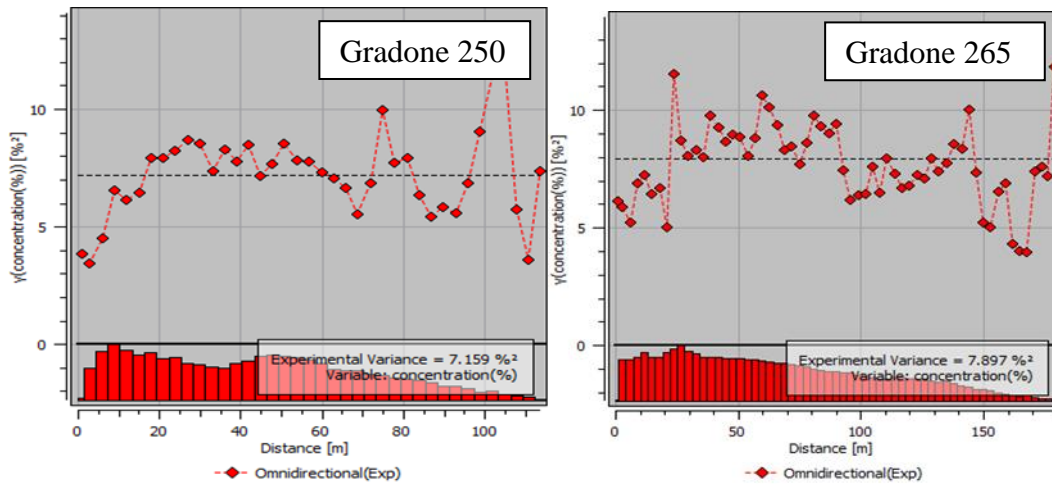 Gradone 250
γ(concentration(%)) [%²]
10
5
0
Experimental Variance = 7.159 %²
Variable: concentration(%)
0
20
40
60
80
100
Distance [m]
Omnidirectional(Exp)
Gradone 265
γ(concentration(%)) [%²]
10
5
0
Experimental Variance = 7.897 %²
Variable: concentration(%)
0
50
100
150
Distance [m]
Omnidirectional(Exp)